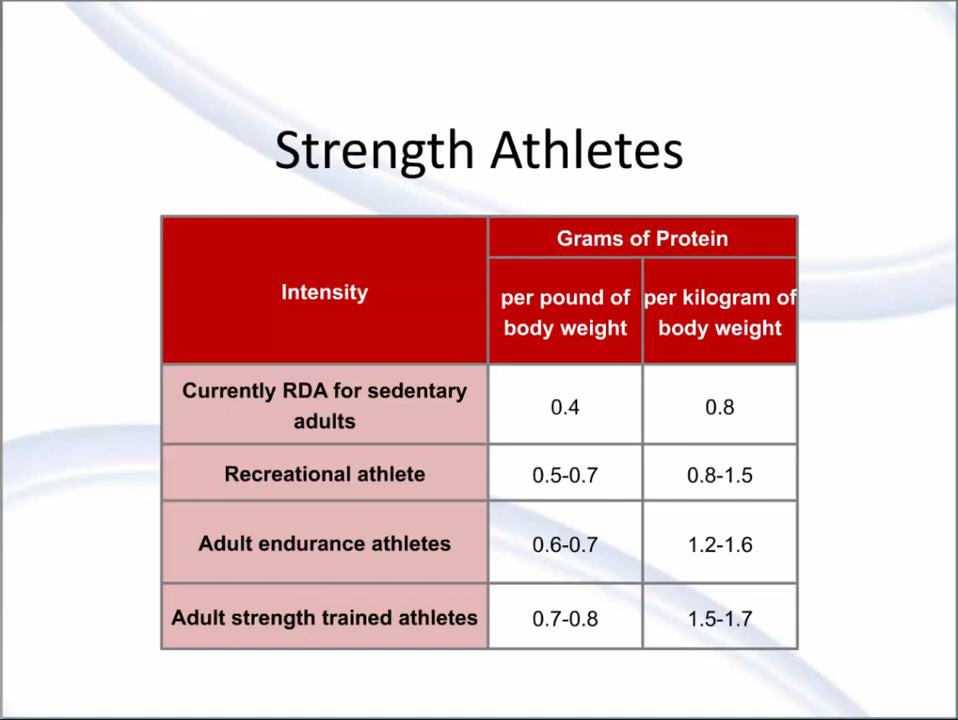 Strength Athletes
Intensity
Grams of Protein
per pound of
body weight
per kilogram of
body weight
Currently RDA for sedentary
adults
0.4
0.8
Recreational athlete
0.5-0.7
0.8-1.5
Adult endurance athletes
0.6-0.7
1.2-1.6
Adult strength trained athletes
0.7-0.8
1.5-1.7